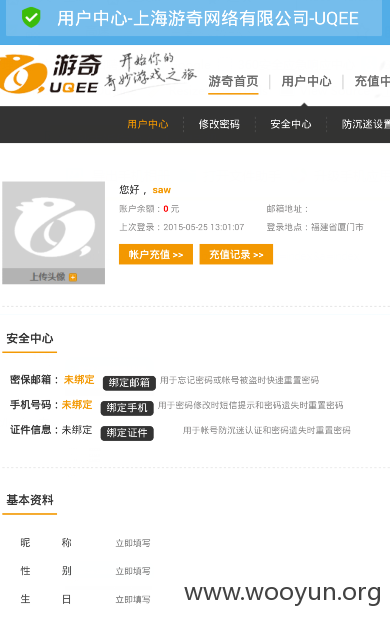 用户中心-上海游奇网络有限公司-UQEE
游奇 UQEE 开始你的奇妙游戏之旅
游奇首页 | 用户中心 | 充值中
用户中心 修改密码 安全中心 防沉迷设置
您好， saw
账户余额：0 元 邮箱地址：
上次登录：2015-05-25 13:01:07 登录地点：福建省厦门市
帐户充值 >> 充值记录 >>
上传头像
安全中心
密保邮箱： 未绑定 绑定邮箱 用于忘记密码或帐号被盗时快速重置密码
手机号码：未绑定 绑定手机 用于密码修改时短信提示和密码遗失时重置密码
证件信息：未绑定 绑定证件 用于帐号防沉迷认证和密码遗失时重置密码
基本资料
昵 称 立即填写
性 别 立即填写
生 日 立即填写
www.wooyun.org